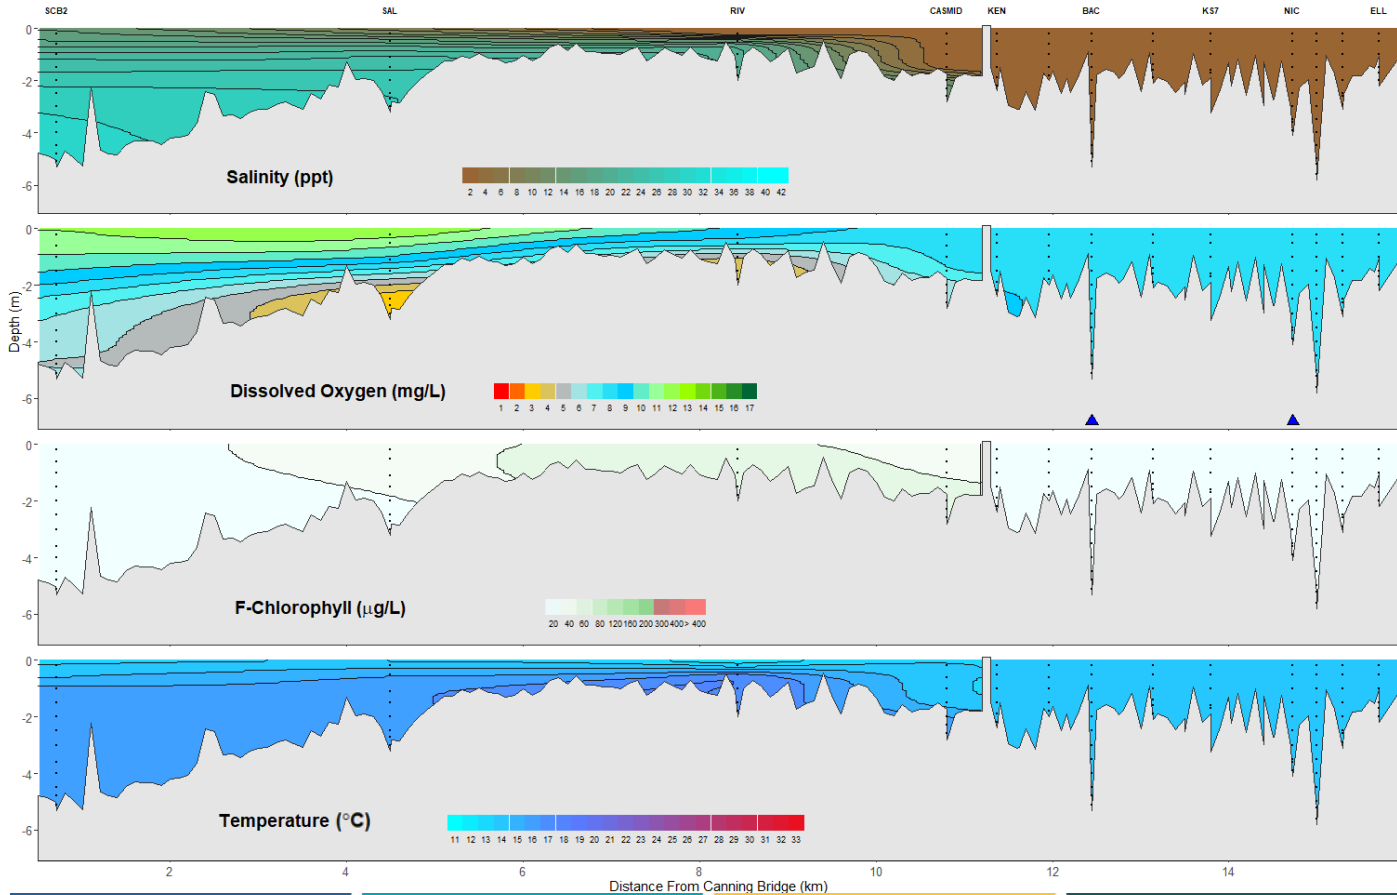 SCB2 SAL RIV CASMID KEN BAC KS7 NIC ELL
0
-2
-4
-6
Salinity (ppt)
2 4 6 8 10 12 14 16 18 20 22 24 26 28 30 32 34 36 38 40 42
0
-2
-4
-6
Depth (m)
Dissolved Oxygen (mg/L)
1 2 3 4 5 6 7 8 9 10 11 12 13 14 15 16 17
0
-2
-4
-6
F-Chlorophyll (μg/L)
20 40 60 80 120 160 200 300 400 > 400
0
-2
-4
-6
Temperature (°C)
11 12 13 14 15 16 17 18 19 20 21 22 23 24 25 26 27 28 29 30 31 32 33
2 4 6 8 10 12 14
Distance From Canning Bridge (km)